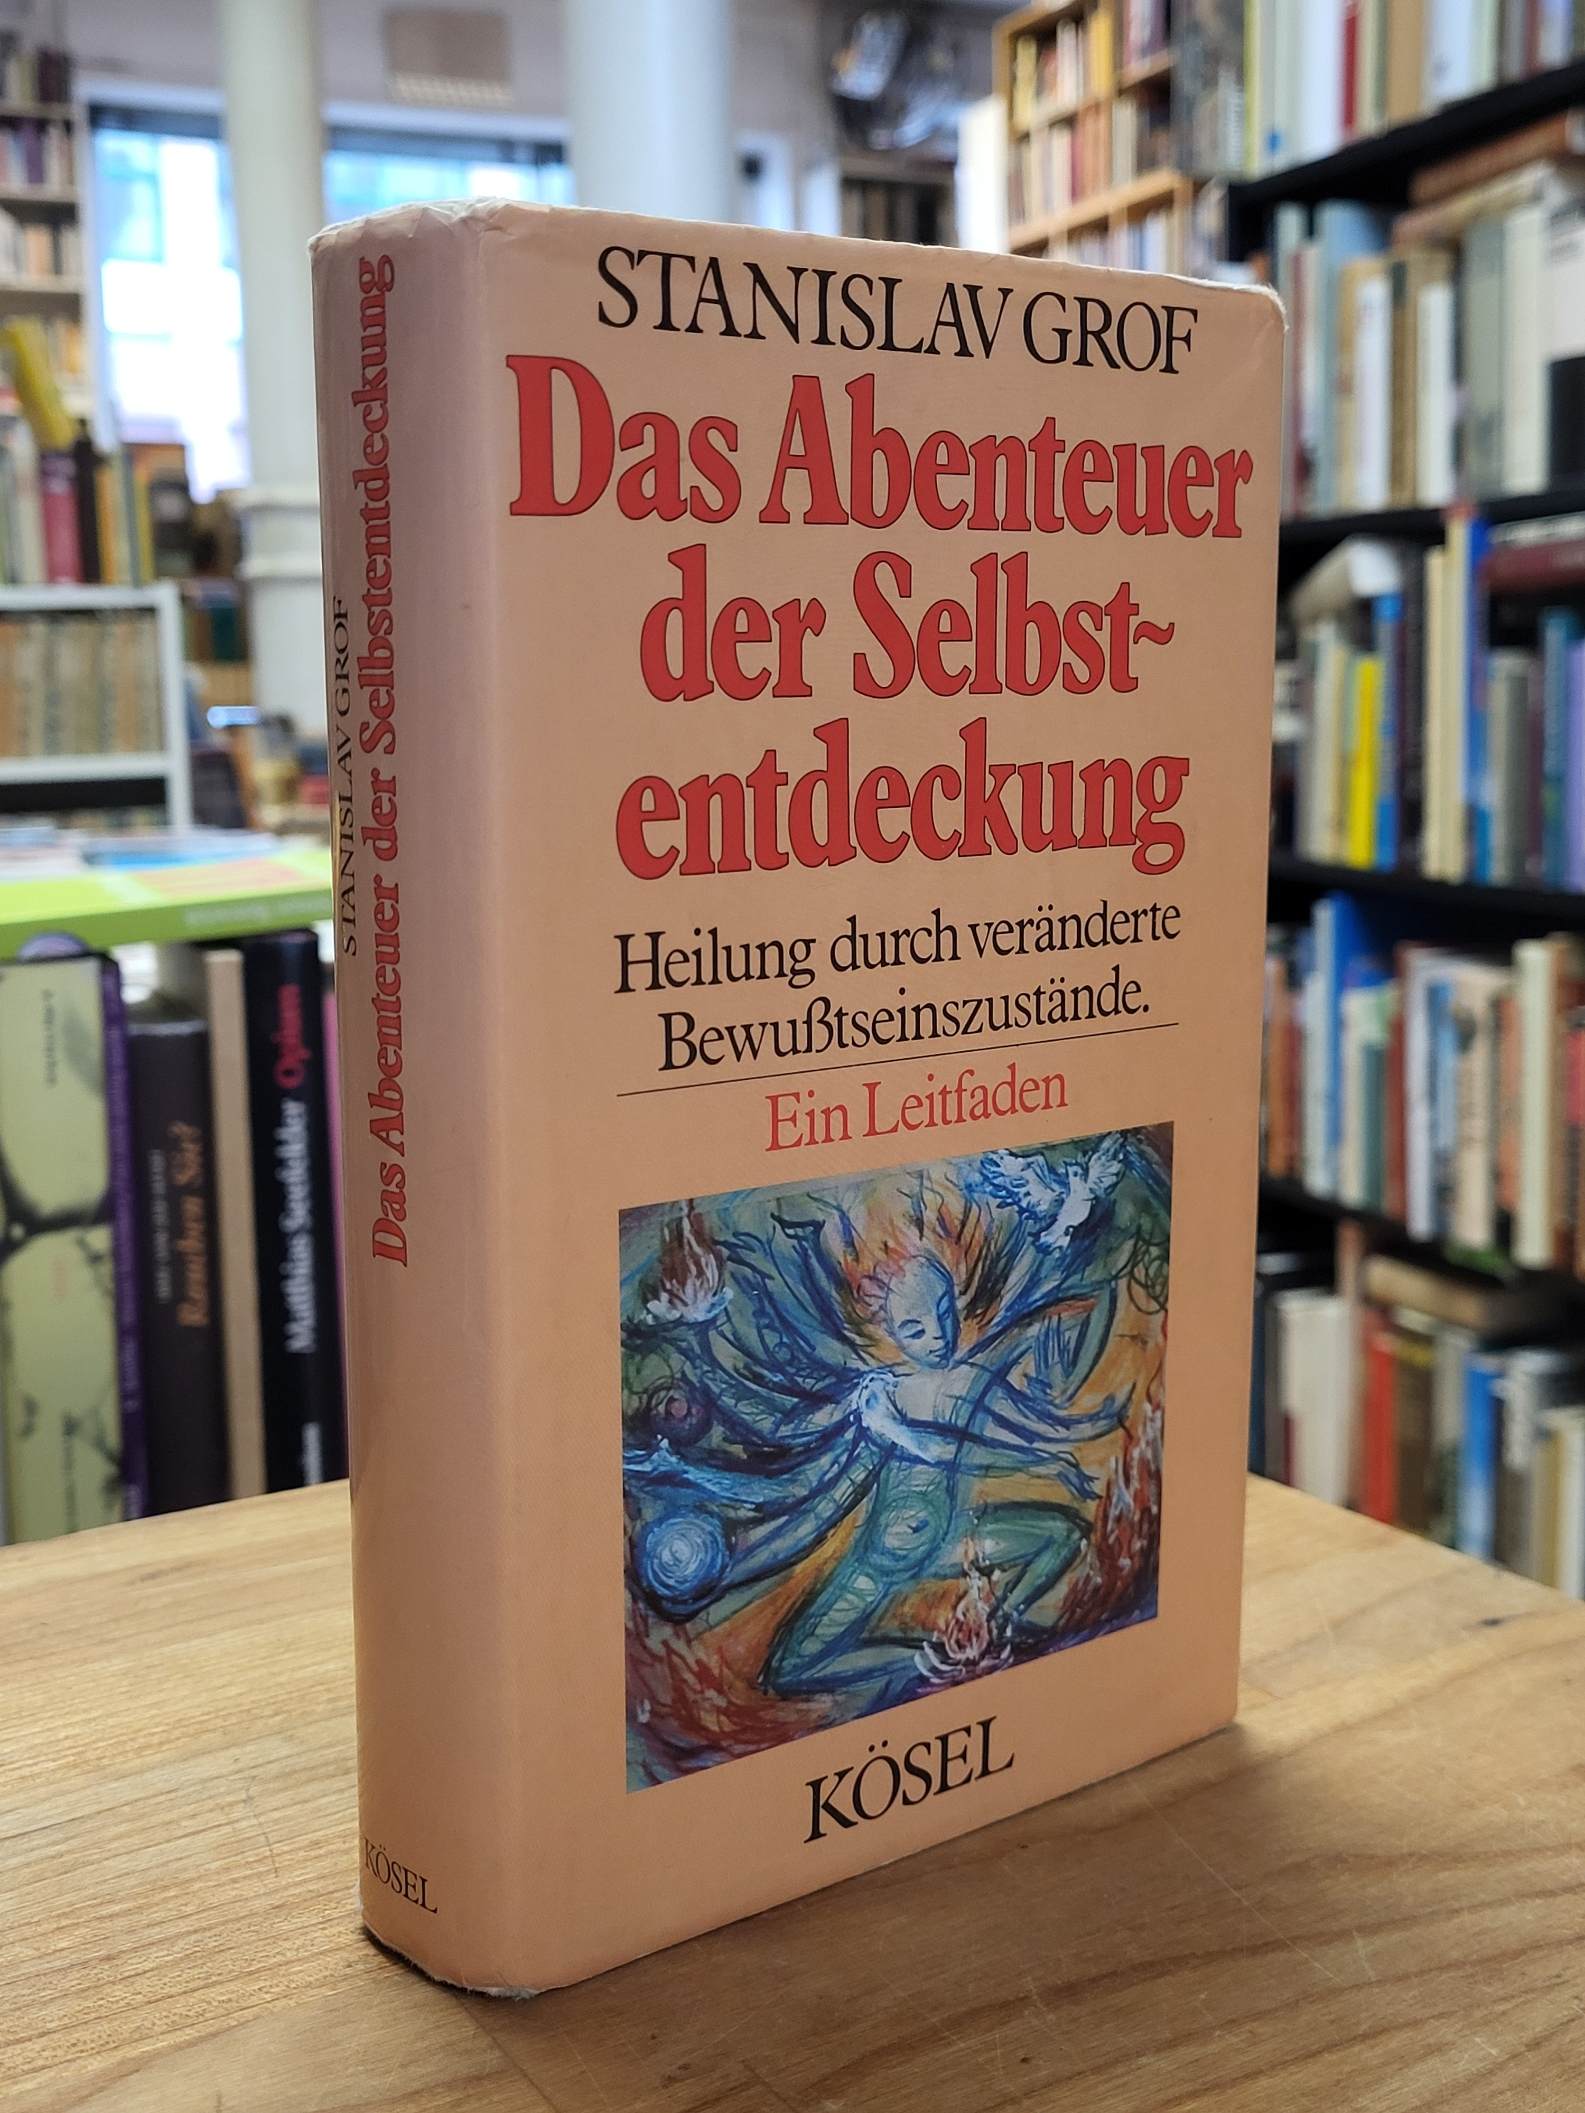 STANISLAV GROF
Das Abenteuer
der Selbst~
entdeckung
Heilung durch veränderte
Bewußtseinszustände.
Ein Leitfaden
KÖSEL
STANISLAV GROF
Das Abenteuer der Selbstentdeckung
KÖSEL
Matthias Seefelder Opium
Rauchen Sie?